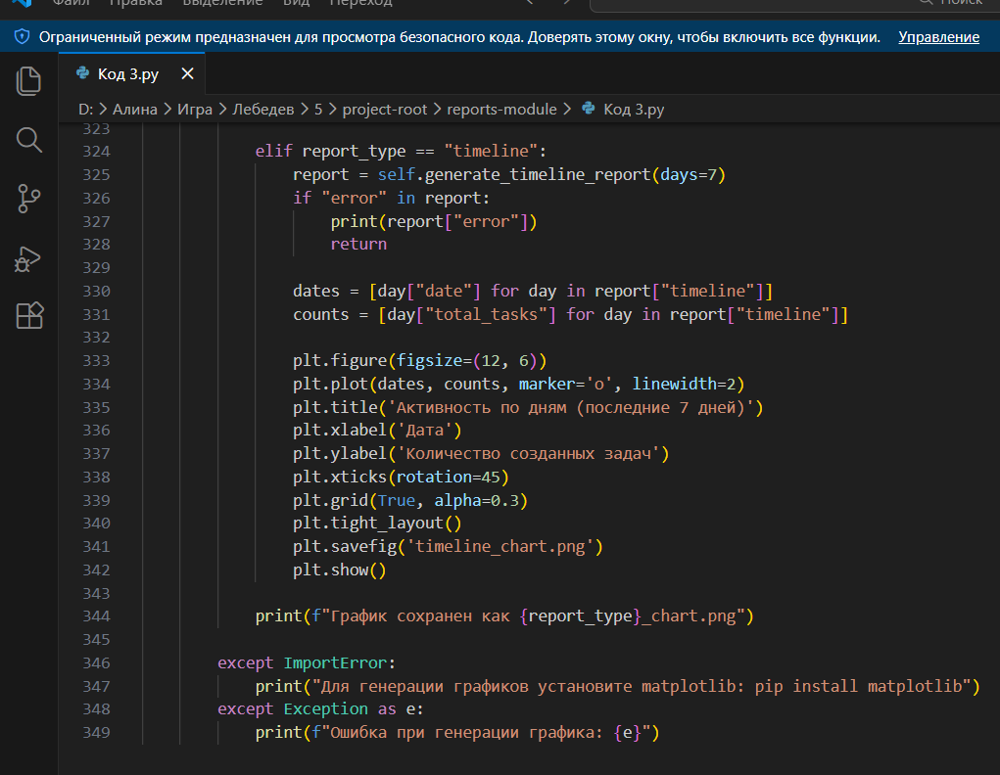 Файл Правка Выделение Вид Переход Поиск
Ограниченный режим предназначен для просмотра безопасного кода. Доверять этому окну, чтобы включить все функции. Управление
Код 3.py
D: > Алина > Игра > Лебедев > 5 > project-root > reports-module > Код 3.py
323
324 elif report_type == "timeline":
325 report = self.generate_timeline_report(days=7)
326 if "error" in report:
327 print(report["error"])
328 return
329
330 dates = [day["date"] for day in report["timeline"]]
331 counts = [day["total_tasks"] for day in report["timeline"]]
332
333 plt.figure(figsize=(12, 6))
334 plt.plot(dates, counts, marker='o', linewidth=2)
335 plt.title('Активность по дням (последние 7 дней)')
336 plt.xlabel('Дата')
337 plt.ylabel('Количество созданных задач')
338 plt.xticks(rotation=45)
339 plt.grid(True, alpha=0.3)
340 plt.tight_layout()
341 plt.savefig('timeline_chart.png')
342 plt.show()
343
344 print(f"График сохранен как {report_type}_chart.png")
345
346 except ImportError:
347 print("Для генерации графиков установите matplotlib: pip install matplotlib")
348 except Exception as e:
349 print(f"Ошибка при генерации графика: {e}")